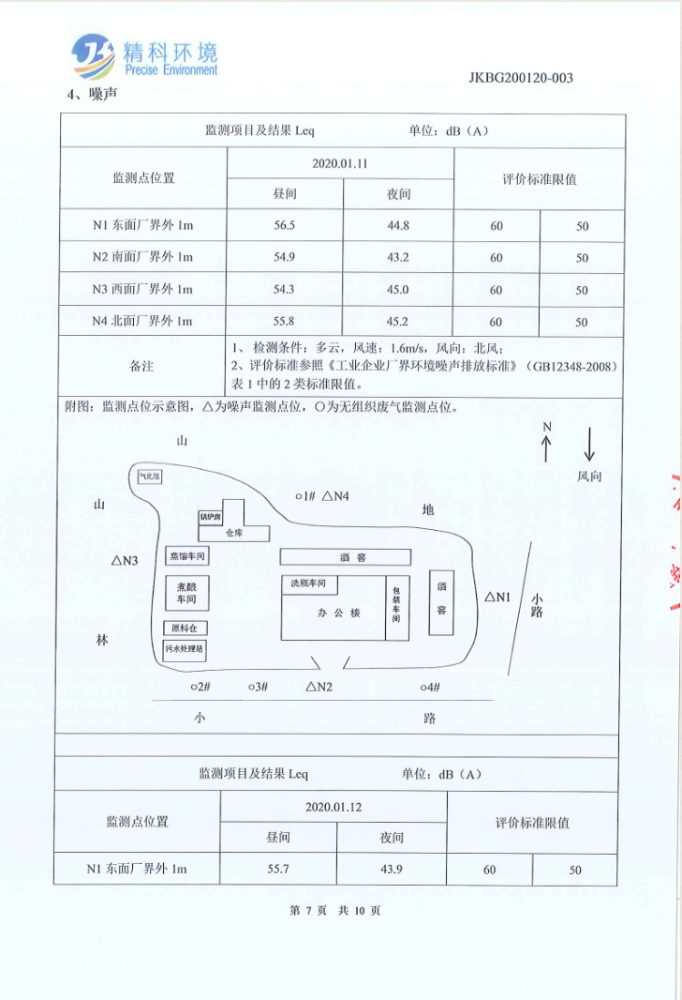 精科环境
Precise Environment
JKBG200120-003
4、噪声
监测项目及结果 Leq 单位：dB（A）
监测点位置 2020.01.11 评价标准限值
昼间 夜间
N1 东面厂界外 1m 56.5 44.8 60 50
N2 南面厂界外 1m 54.9 43.2 60 50
N3 西面厂界外 1m 54.3 45.0 60 50
N4 北面厂界外 1m 55.8 45.2 60 50
备注
1、 检测条件：多云，风速：1.6m/s，风向：北风；
2、评价标准参照《工业企业厂界环境噪声排放标准》（GB12348-2008）
表 1 中的 2 类标准限值。
附图：监测点位示意图，△为噪声监测点位，○为无组织废气监测点位。
N
风向
山
气化站
山
○1# △N4
地
锅炉房
仓库
△N3
蒸馏车间
酒 窖
煮酿
车间
洗瓶车间
办 公 楼
包装车间
酒窖
△N1
小路
林
原料仓
污水处理站
○2# ○3# △N2 ○4#
小 路
监测项目及结果 Leq 单位：dB（A）
监测点位置 2020.01.12 评价标准限值
昼间 夜间
N1 东面厂界外 1m 55.7 43.9 60 50
第 7 页 共 10 页